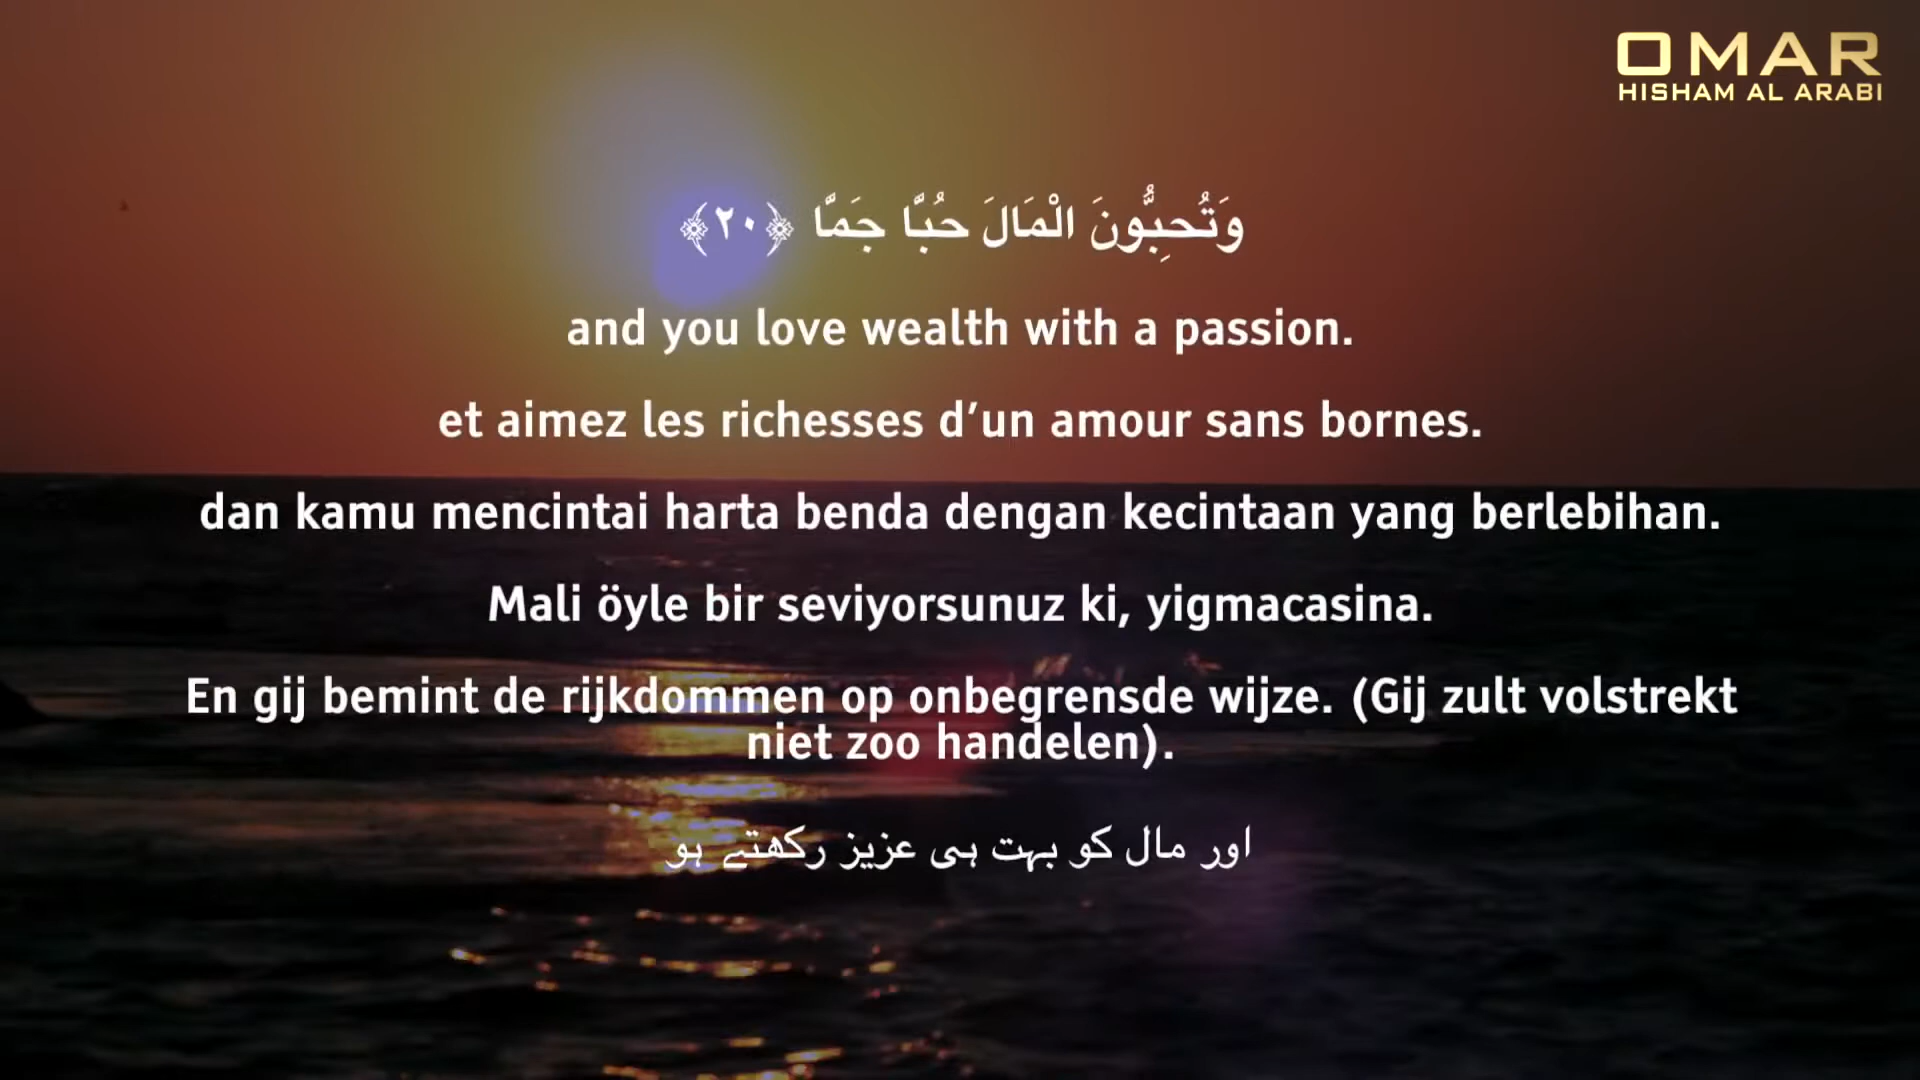 OMAR
HISHAM AL ARABI
وَتُحِبُّونَ الْمَالَ حُبًّا جَمًّا ﴿٢٠﴾
and you love wealth with a passion.
et aimez les richesses d’un amour sans bornes.
dan kamu mencintai harta benda dengan kecintaan yang berlebihan.
Mali öyle bir seviyorsunuz ki, yigmacasina.
En gij bemint de rijkdommen op onbegrensde wijze. (Gij zult volstrekt
niet zoo handelen).
اور مال کو بہت ہی عزیز رکھتے ہو